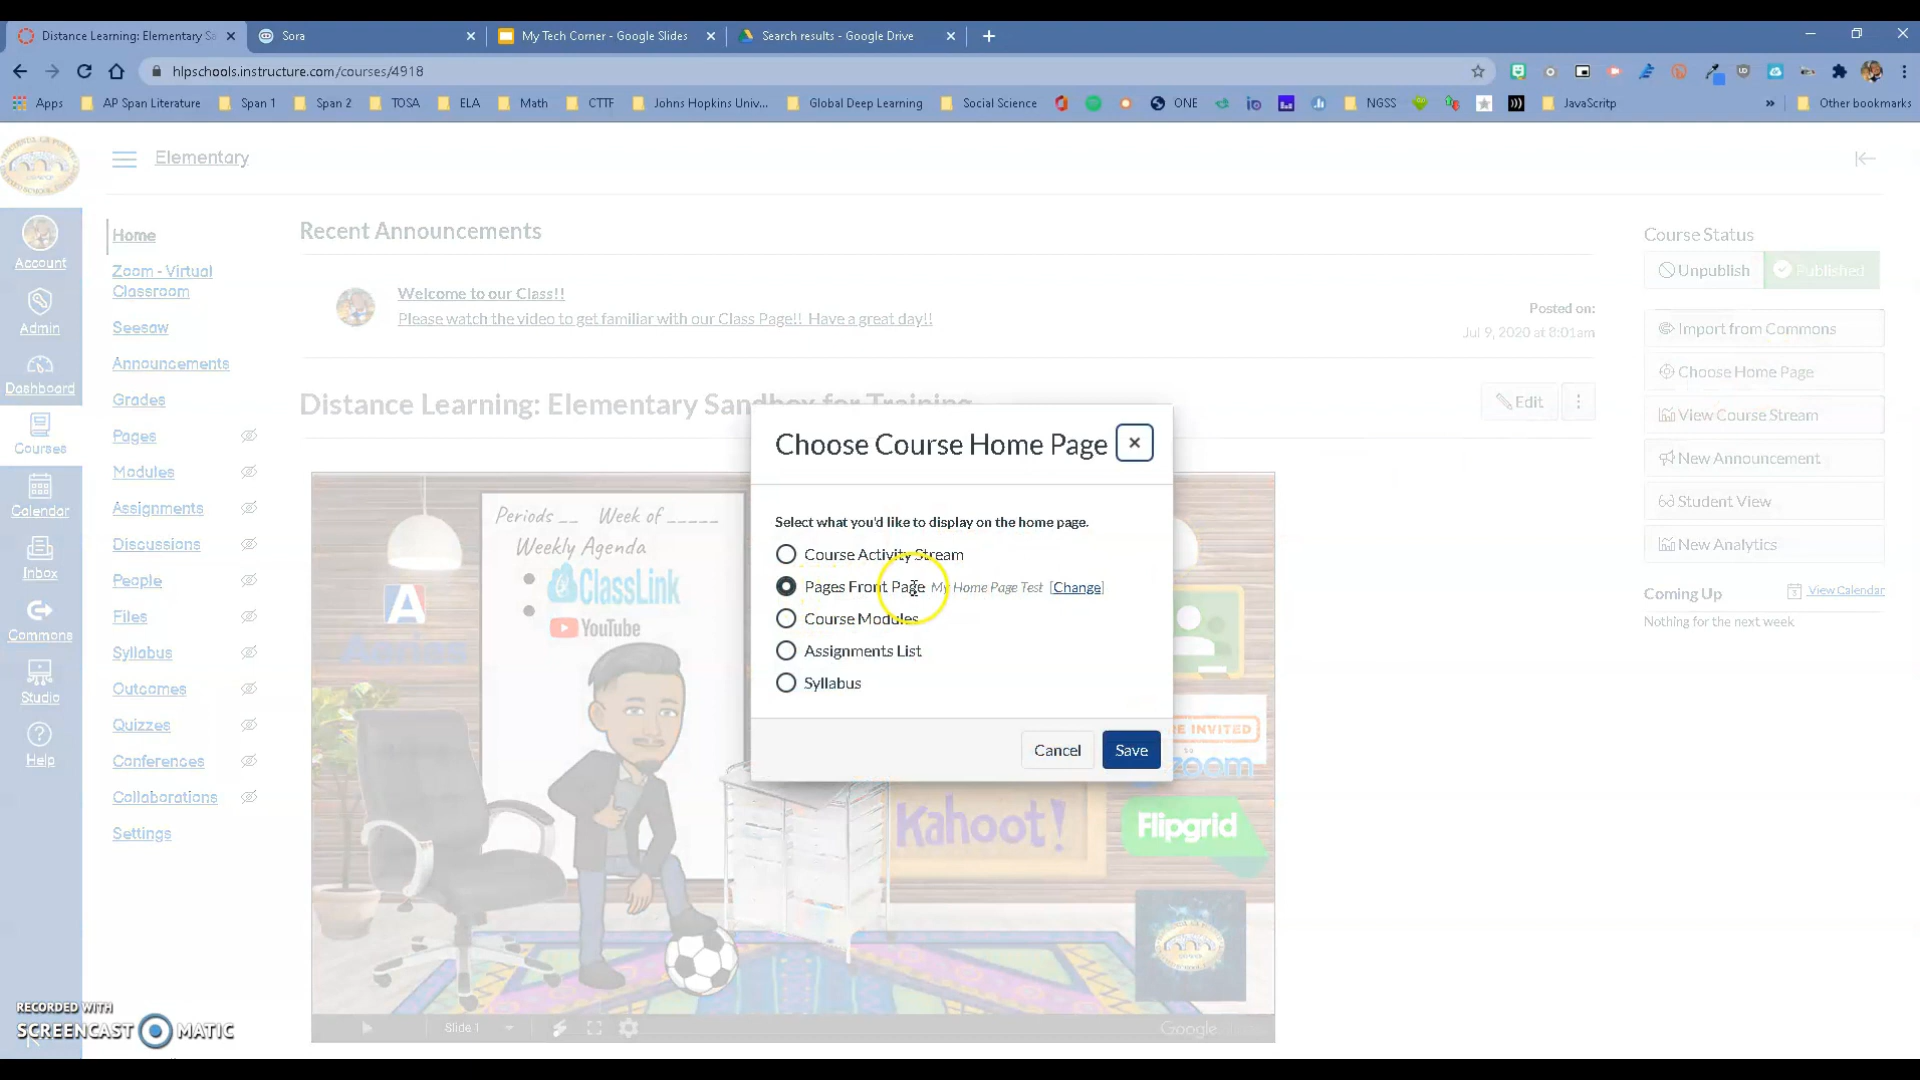 Distance Learning: Elementary Sa
Sora
My Tech Corner - Google Slides
Search results - Google Drive
hlpschools.instructure.com/courses/4918
Apps
AP Span Literature
Span 1
Span 2
TOSA
ELA
Math
CTTF
Johns Hopkins Univ...
Global Deep Learning
Social Science
ONE
NGSS
JavaScritp
»
Other bookmarks
Elementary
Account
Admin
Dashboard
Courses
Calendar
Inbox
Commons
Studio
Help
Home
Zoom - Virtual
Classroom
Seesaw
Announcements
Grades
Pages
Modules
Assignments
Discussions
People
Files
Syllabus
Outcomes
Quizzes
Conferences
Collaborations
Settings
Recent Announcements
Welcome to our Class!!
Please watch the video to get familiar with our Class Page!! Have a great day!!
Posted on:
Jul 9, 2020 at 8:01am
Distance Learning: Elementary Sandbox for Training
Edit
Periods __ Week of _____
Weekly Agenda
ClassLink
YouTube
Aeries
Kahoot!
RE INVITED
TO
zoom
Flipgrid
Slide 1
Google
Choose Course Home Page
Select what you'd like to display on the home page.
Course Activity Stream
Pages Front Page My Home Page Test [Change]
Course Modules
Assignments List
Syllabus
Cancel
Save
Course Status
Unpublish
Published
Import from Commons
Choose Home Page
View Course Stream
New Announcement
Student View
New Analytics
Coming Up
View Calendar
Nothing for the next week
RECORDED WITH
SCREENCAST MATIC